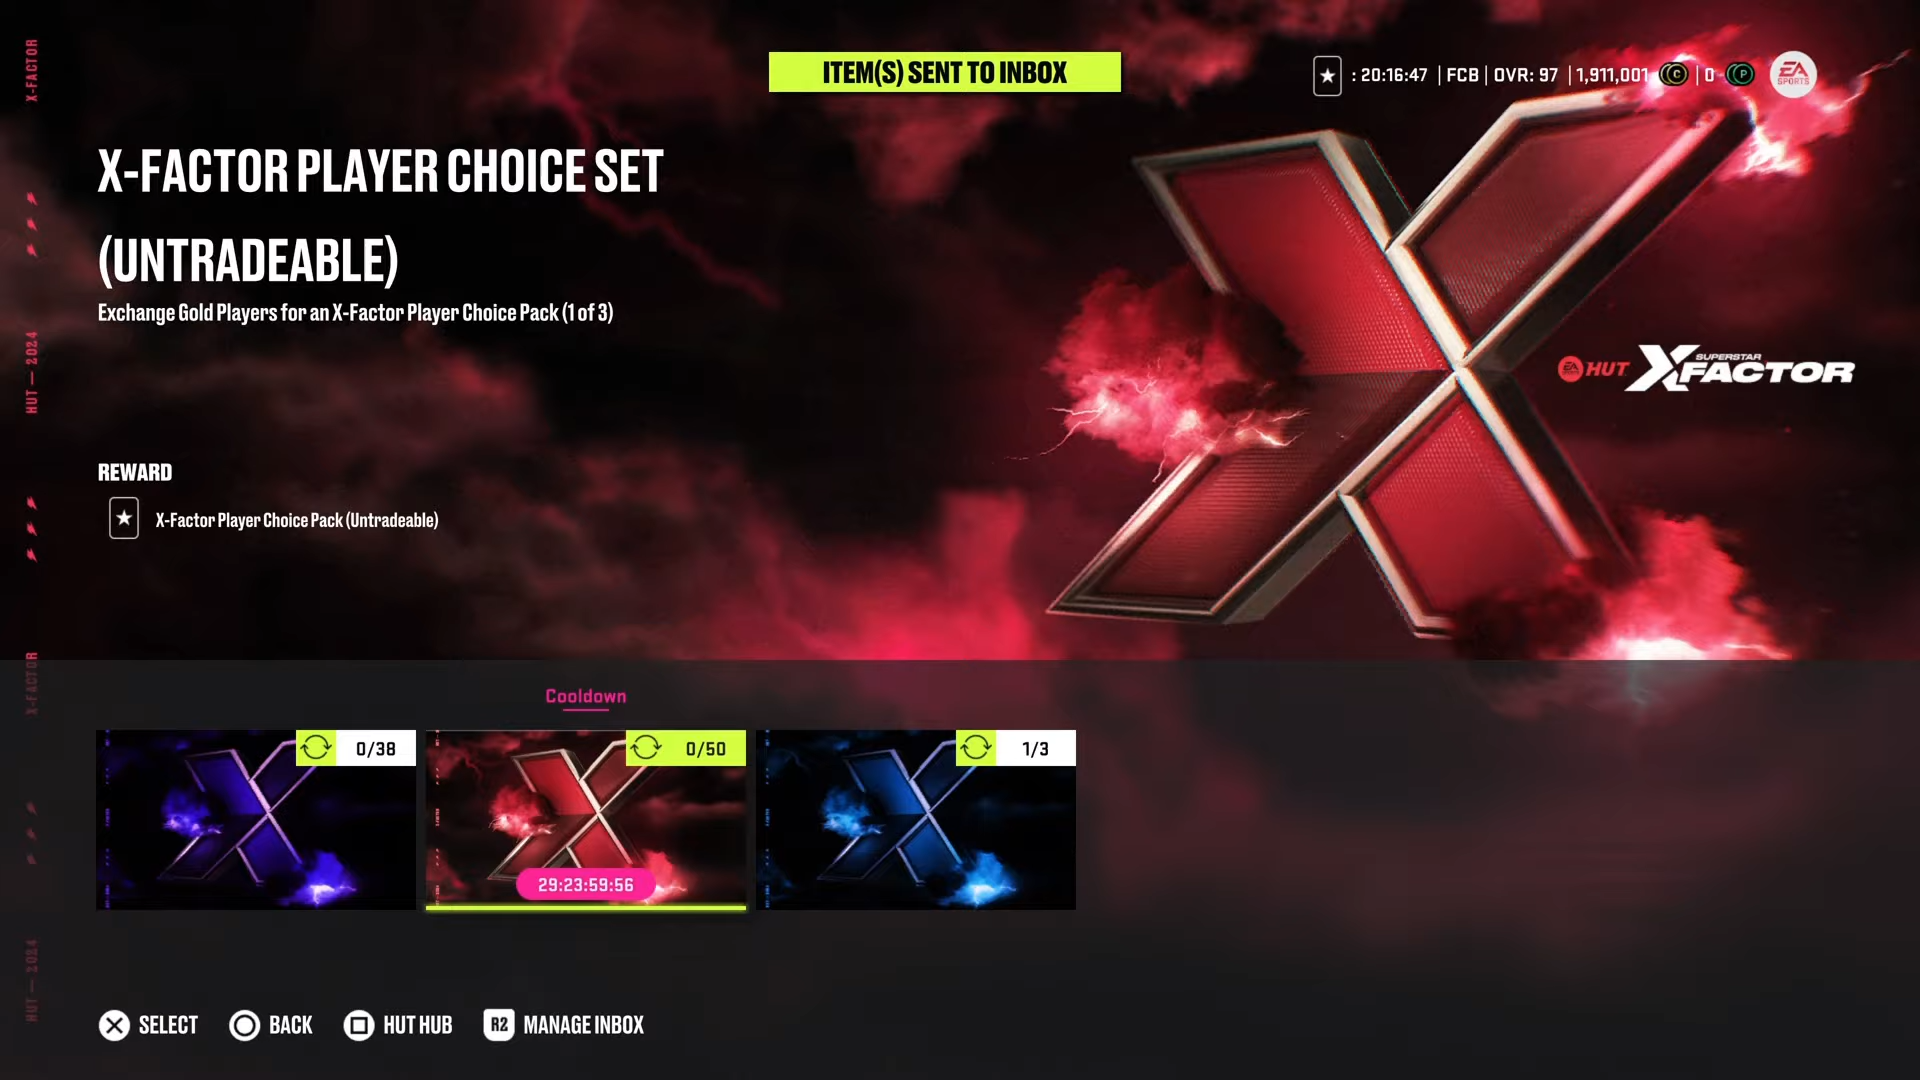 X-FACTOR
HUT — 2024
X-FACTOR
HUT — 2024
ITEM(S) SENT TO INBOX
: 20:16:47 | FCB | OVR: 97 | 1,911,001 C | 0 P
EA SPORTS
X-FACTOR PLAYER CHOICE SET
(UNTRADEABLE)
Exchange Gold Players for an X-Factor Player Choice Pack (1 of 3)
EA HUT SUPERSTAR X FACTOR
REWARD
X-Factor Player Choice Pack (Untradeable)
Cooldown
0/38
0/50
1/3
29:23:59:56
SELECT
BACK
HUT HUB
R2 MANAGE INBOX